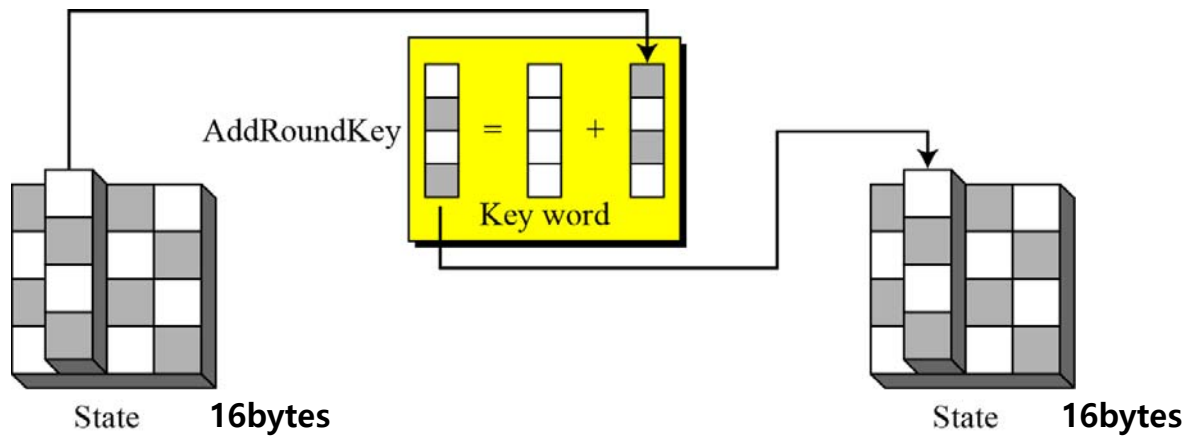 AddRoundKey
=
+
Key word
State 16bytes
State 16bytes